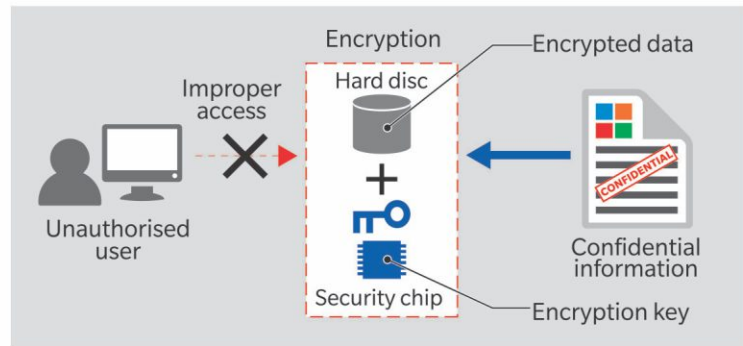 Encryption
Encrypted data
Hard disc
Improper
access
CONFIDENTIAL
Unauthorised
user
Confidential
information
Security chip
Encryption key